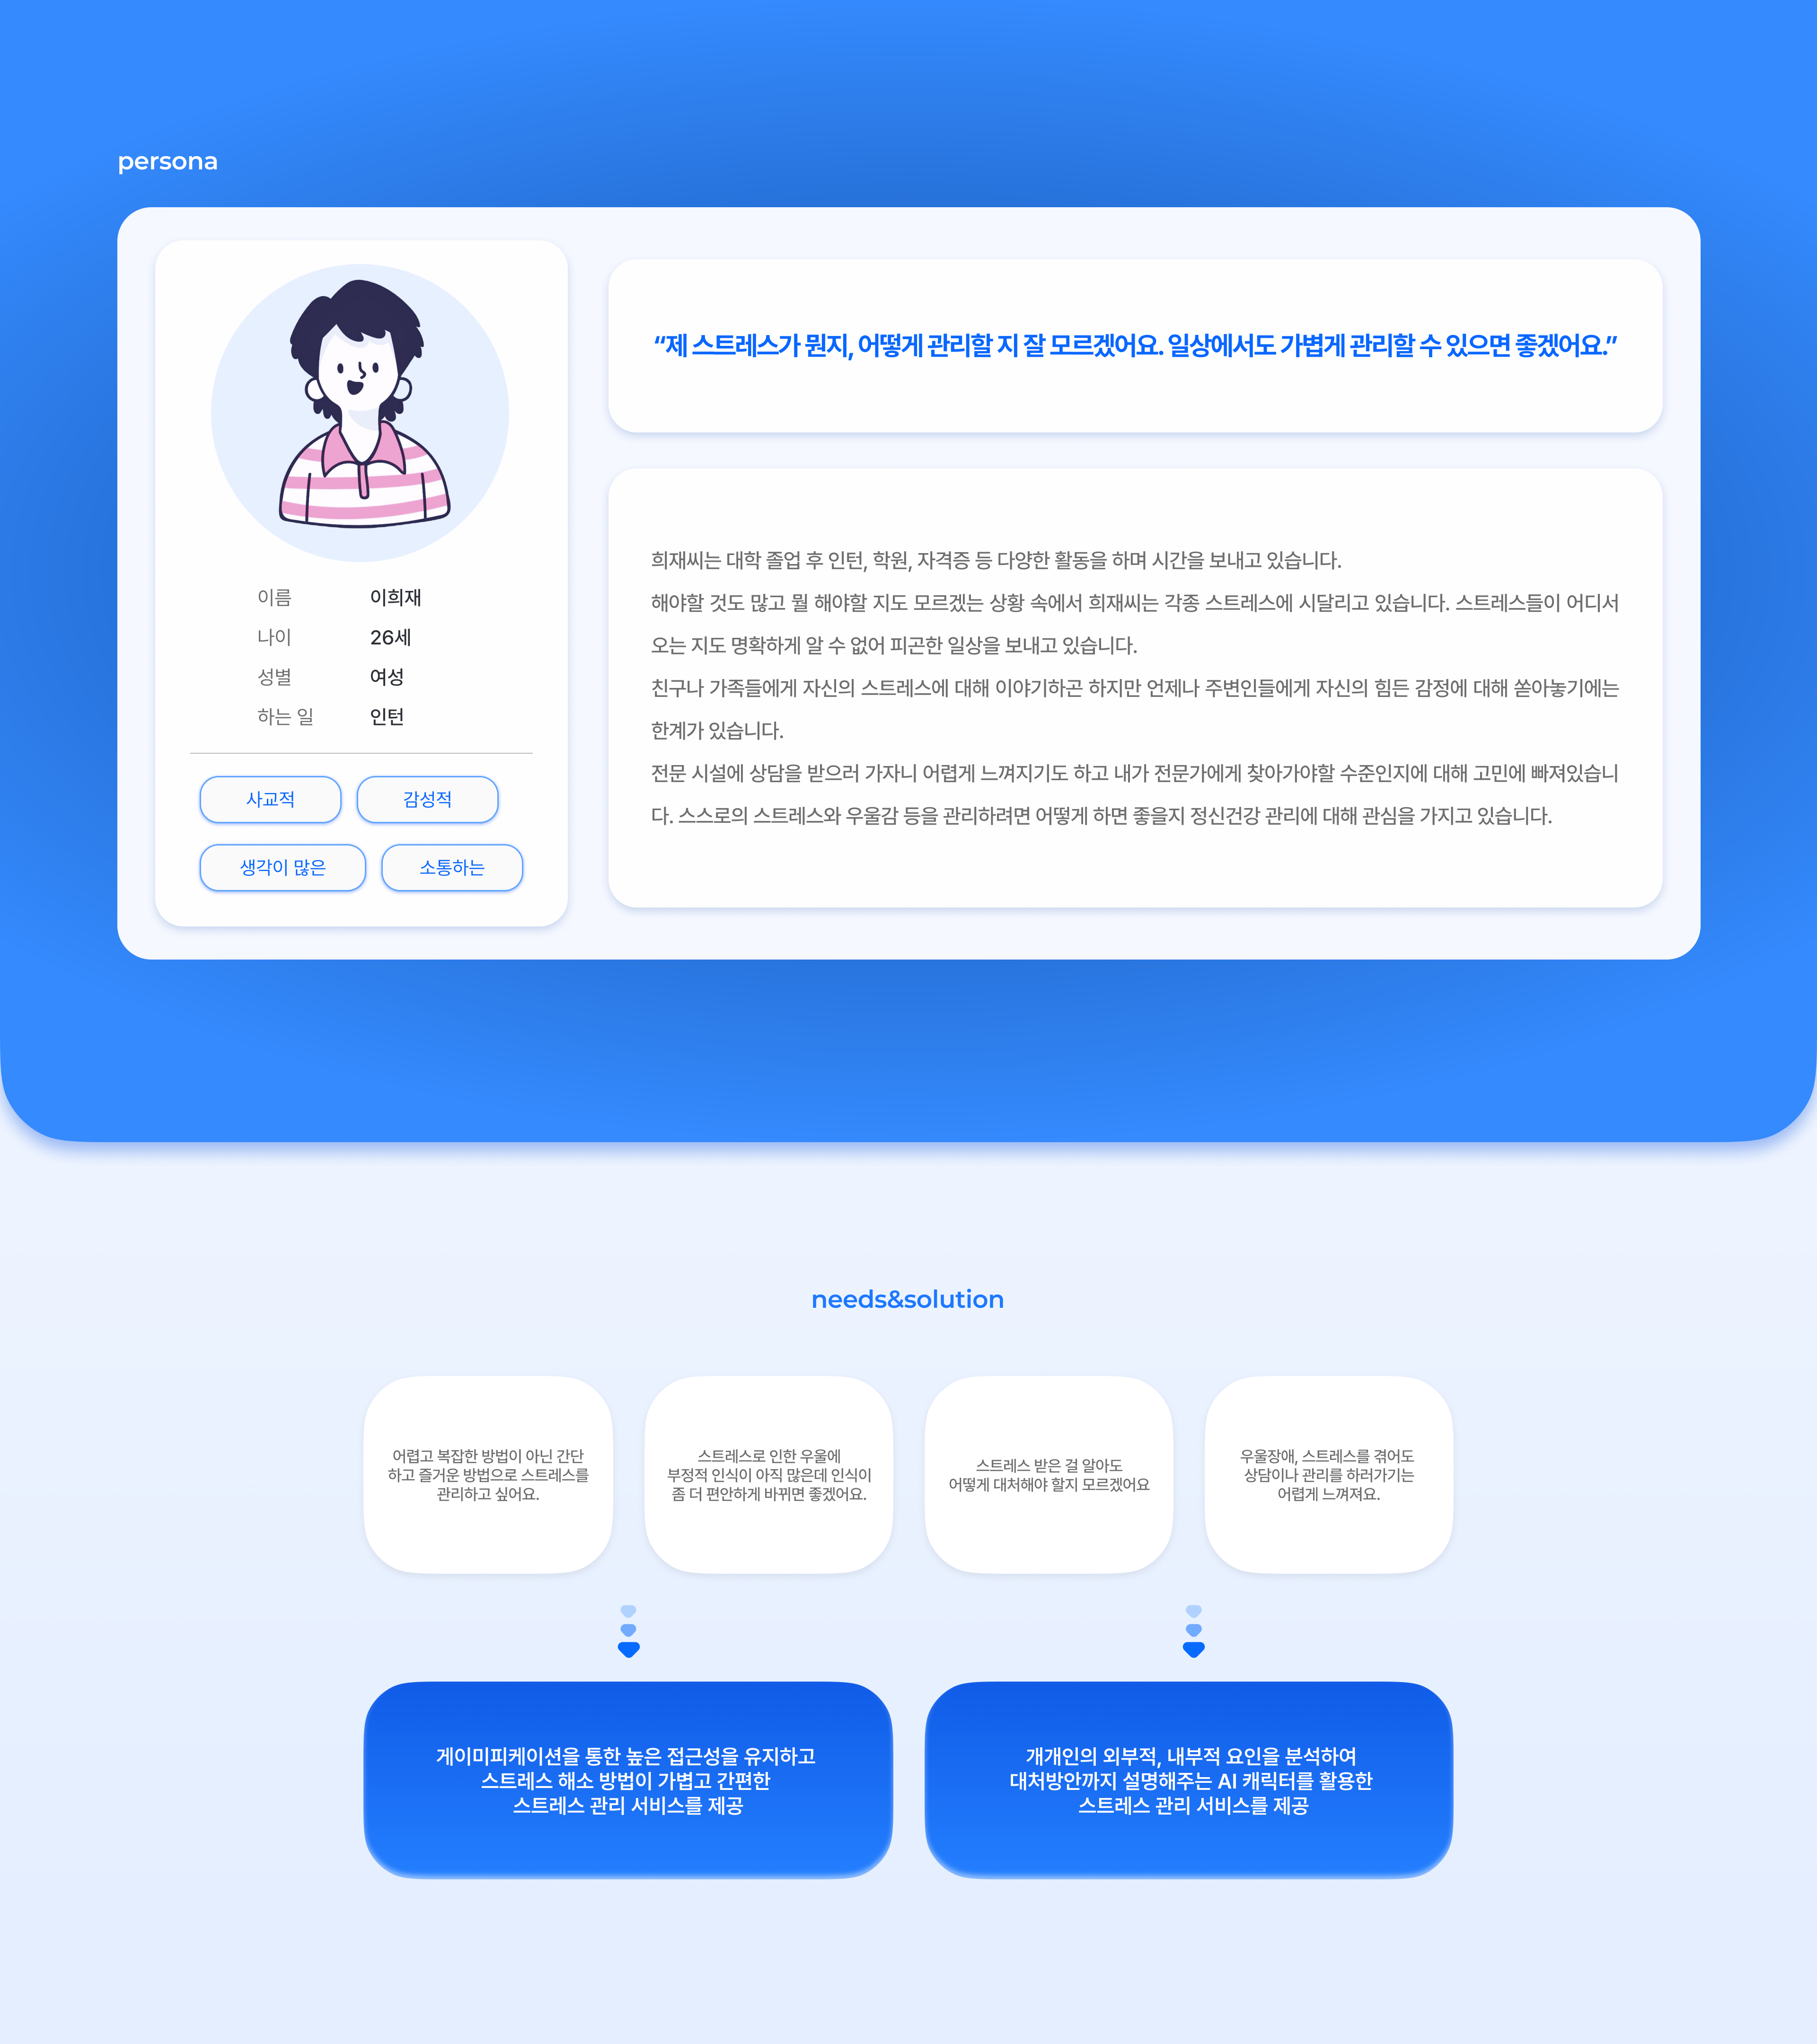 persona
이름 이희재
나이 26세
성별 여성
하는 일 인턴
사교적 감성적
생각이 많은 소통하는
“제 스트레스가 뭔지, 어떻게 관리할 지 잘 모르겠어요. 일상에서도 가볍게 관리할 수 있으면 좋겠어요.”
희재씨는 대학 졸업 후 인턴, 학원, 자격증 등 다양한 활동을 하며 시간을 보내고 있습니다.
해야할 것도 많고 뭘 해야할 지도 모르겠는 상황 속에서 희재씨는 각종 스트레스에 시달리고 있습니다. 스트레스들이 어디서
오는 지도 명확하게 알 수 없어 피곤한 일상을 보내고 있습니다.
친구나 가족들에게 자신의 스트레스에 대해 이야기하곤 하지만 언제나 주변인들에게 자신의 힘든 감정에 대해 쏟아놓기에는
한계가 있습니다.
전문 시설에 상담을 받으러 가자니 어렵게 느껴지기도 하고 내가 전문가에게 찾아가야할 수준인지에 대해 고민에 빠져있습니
다. 스스로의 스트레스와 우울감 등을 관리하려면 어떻게 하면 좋을지 정신건강 관리에 대해 관심을 가지고 있습니다.
needs&solution
어렵고 복잡한 방법이 아닌 간단
하고 즐거운 방법으로 스트레스를
관리하고 싶어요.
스트레스로 인한 우울에
부정적 인식이 아직 많은데 인식이
좀 더 편안하게 바뀌면 좋겠어요.
스트레스 받은 걸 알아도
어떻게 대처해야 할지 모르겠어요
우울장애, 스트레스를 겪어도
상담이나 관리를 하러가기는
어렵게 느껴져요.
게이미피케이션을 통한 높은 접근성을 유지하고
스트레스 해소 방법이 가볍고 간편한
스트레스 관리 서비스를 제공
개개인의 외부적, 내부적 요인을 분석하여
대처방안까지 설명해주는 AI 캐릭터를 활용한
스트레스 관리 서비스를 제공